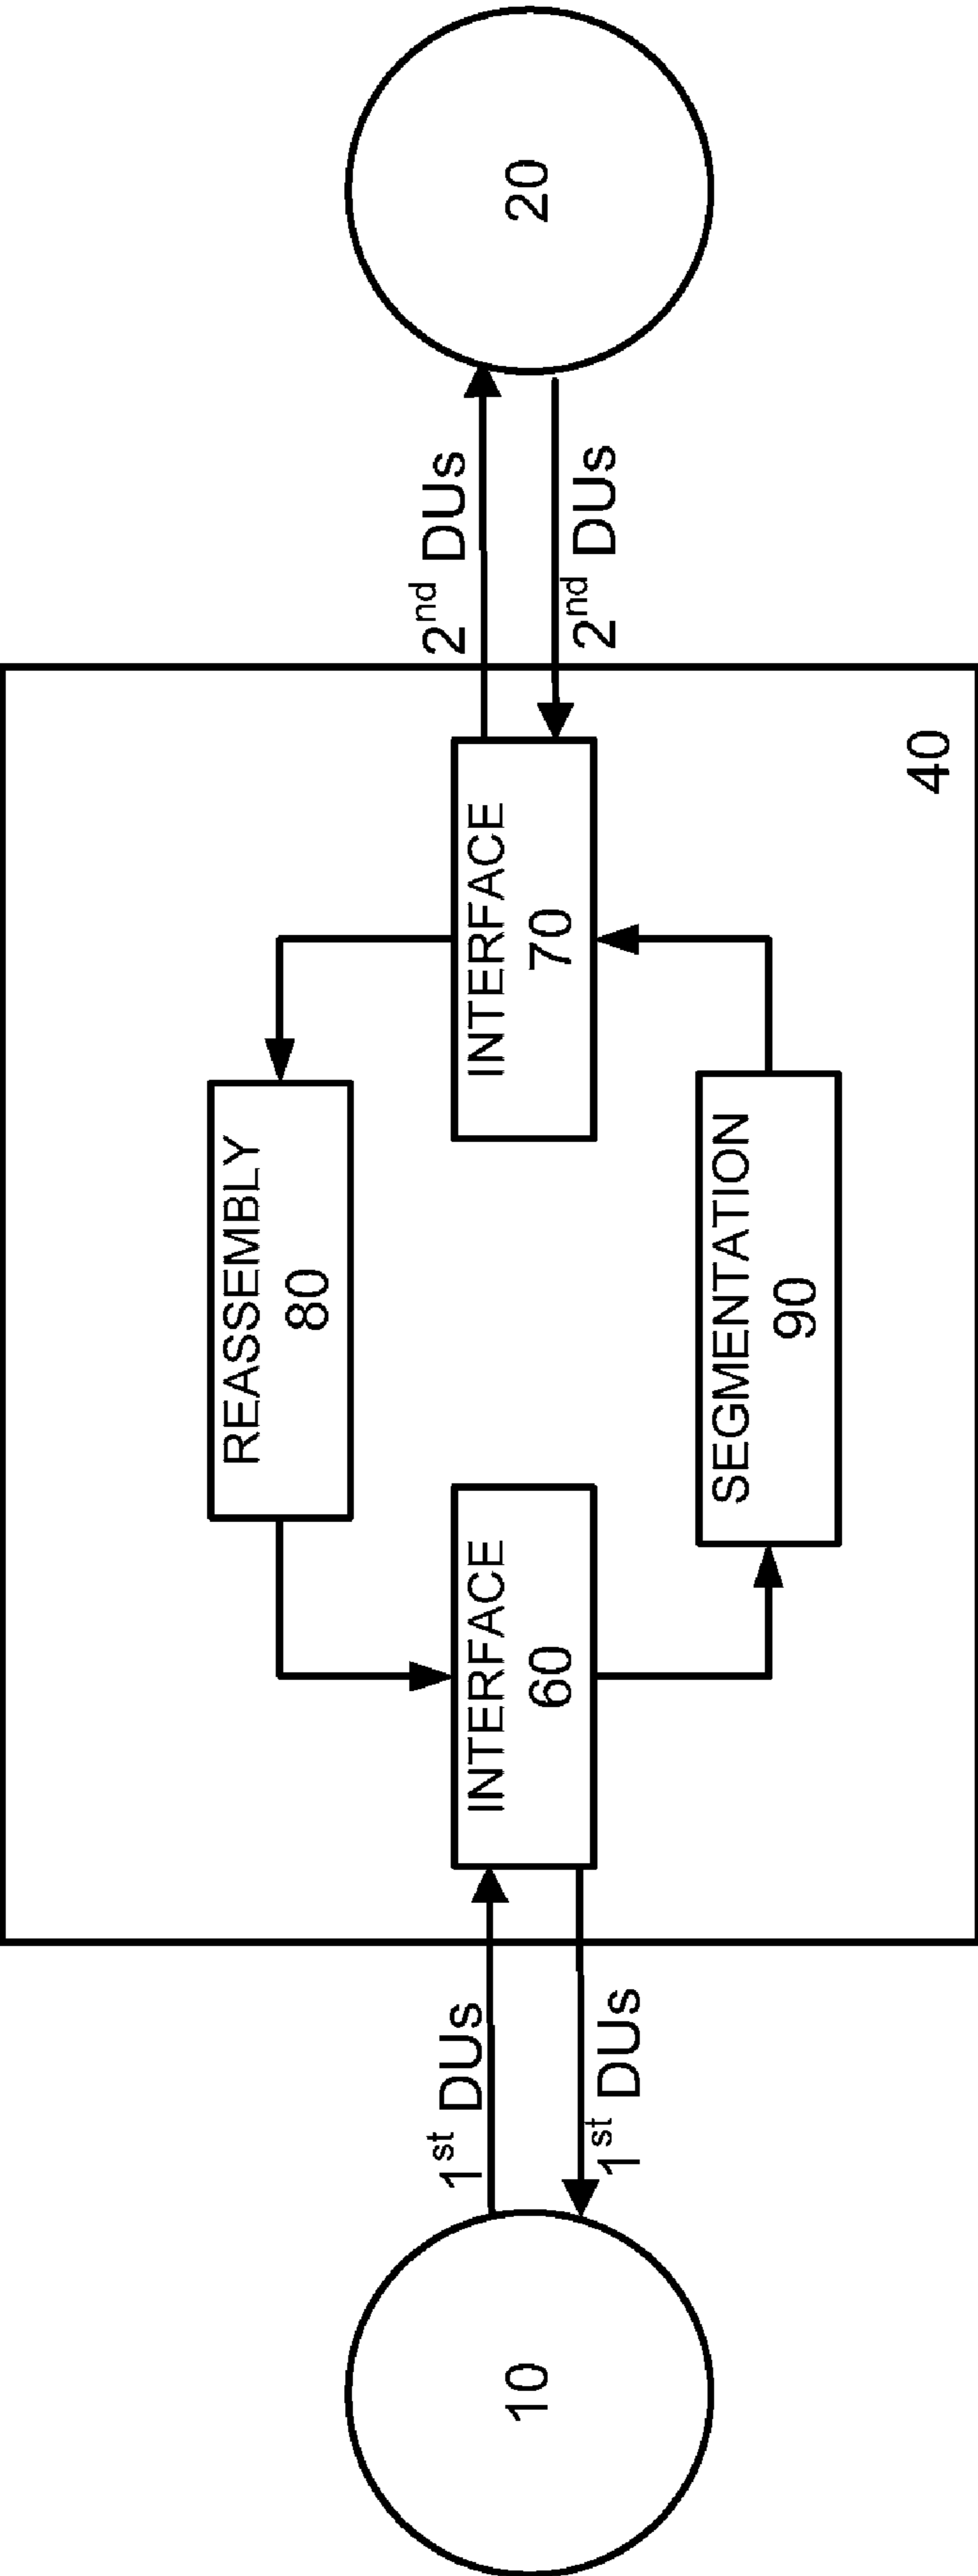 REASSEMBLY
80
1st DUs
INTERFACE
60
INTERFACE
70
2nd DUs
10
20
1st DUs
2nd DUs
SEGMENTATION
90
40